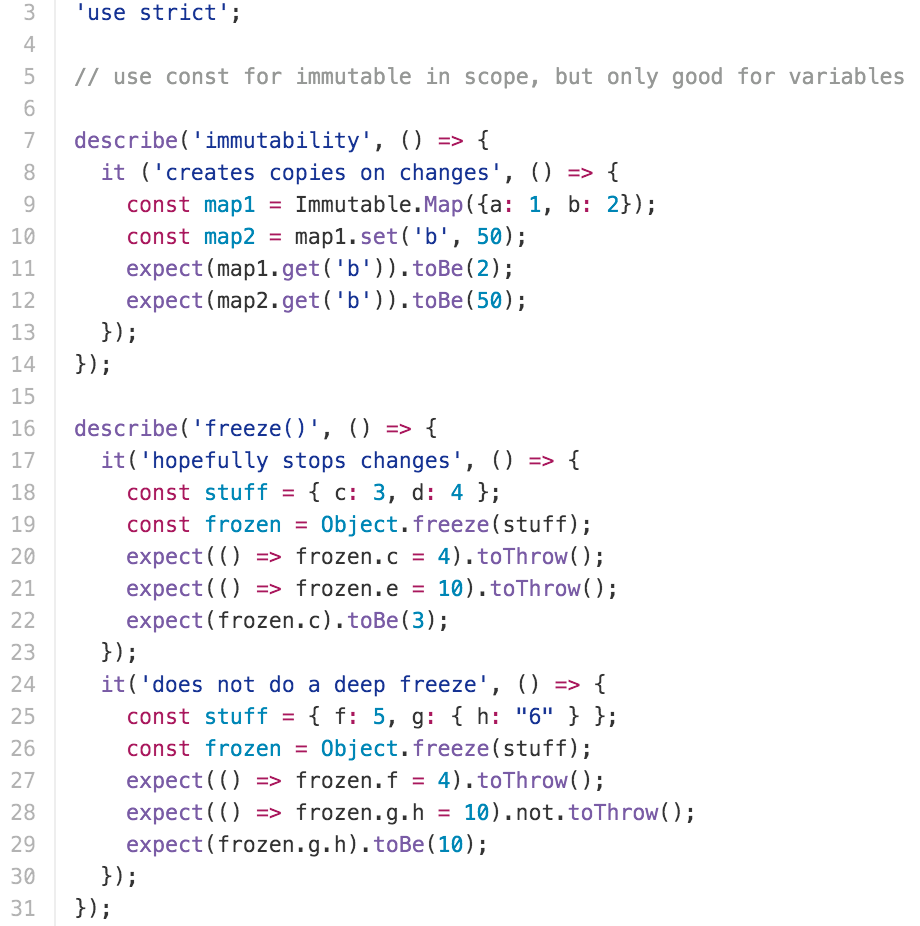 3 'use strict';
4
5 // use const for immutable in scope, but only good for variables
6
7 describe('immutability', () => {
8   it ('creates copies on changes', () => {
9     const map1 = Immutable.Map({a: 1, b: 2});
10     const map2 = map1.set('b', 50);
11     expect(map1.get('b')).toBe(2);
12     expect(map2.get('b')).toBe(50);
13   });
14 });
15
16 describe('freeze()', () => {
17   it('hopefully stops changes', () => {
18     const stuff = { c: 3, d: 4 };
19     const frozen = Object.freeze(stuff);
20     expect(() => frozen.c = 4).toThrow();
21     expect(() => frozen.e = 10).toThrow();
22     expect(frozen.c).toBe(3);
23   });
24   it('does not do a deep freeze', () => {
25     const stuff = { f: 5, g: { h: "6" } };
26     const frozen = Object.freeze(stuff);
27     expect(() => frozen.f = 4).toThrow();
28     expect(() => frozen.g.h = 10).not.toThrow();
29     expect(frozen.g.h).toBe(10);
30   });
31 });